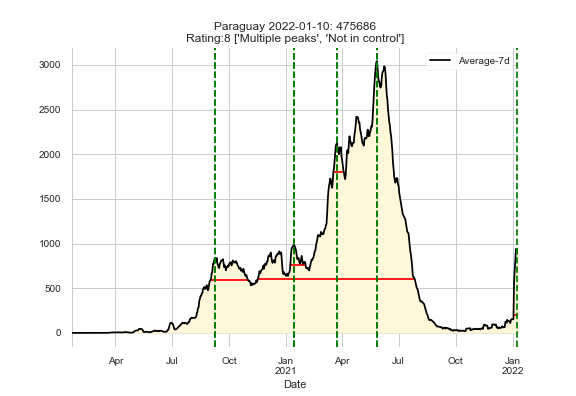 Paraguay 2022-01-10: 475686
Rating:8 ['Multiple peaks', 'Not in control']
Average-7d
3000
2500
2000
1500
1000
500
0
Apr Jul Oct Jan Apr Jul Oct Jan
2021 2022
Date